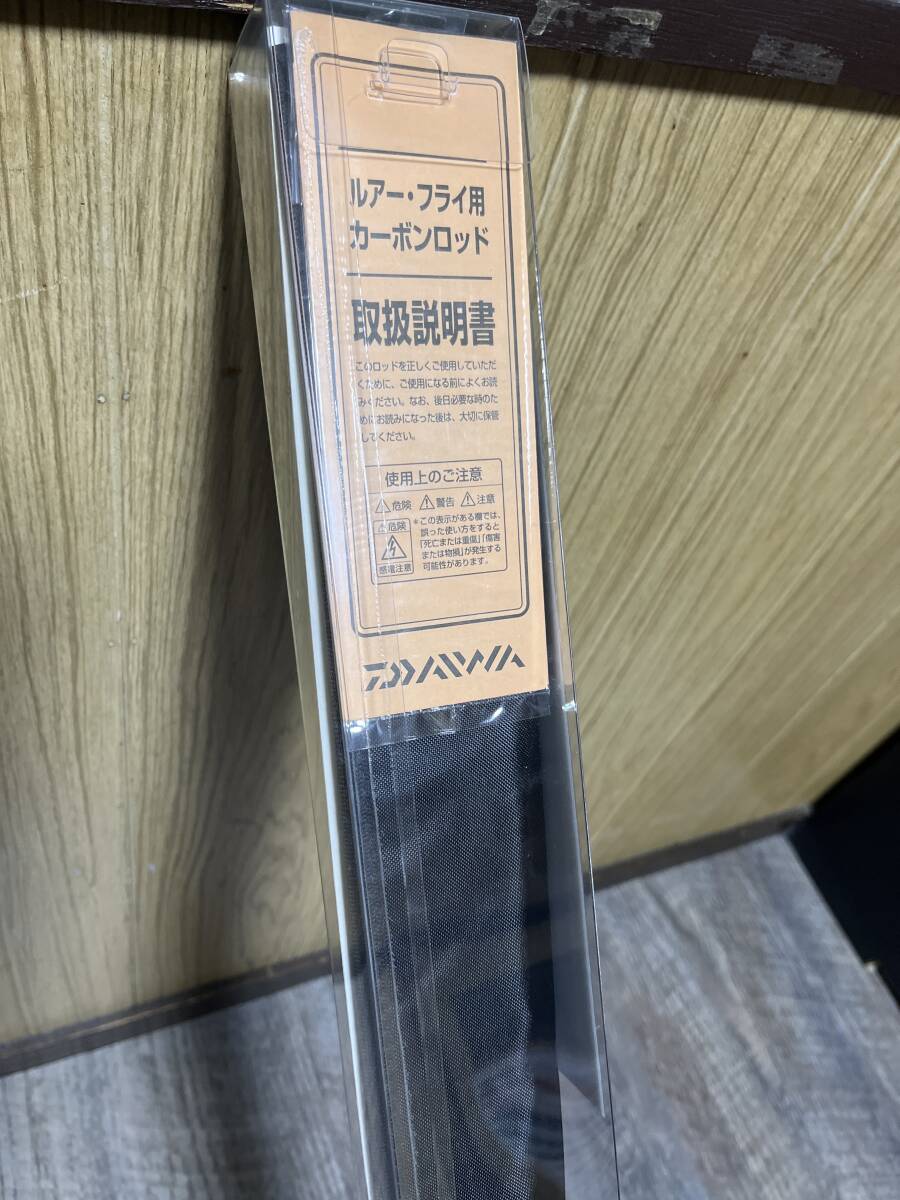 ルアー・フライ用
カーボンロッド
取扱説明書
このロッドを正しくご使用していただ
くために、ご使用になる前によくお読
みください。なお、後日必要な時のた
めにお読みになった後は、大切に保管
してください。
使用上のご注意
⚠危険 ⚠警告 ⚠注意
⚠危険
感電注意
＊この表示がある欄では、
誤った使い方をすると
「死亡または重傷」「傷害
または物損」が発生する
可能性があります。
DAIWA